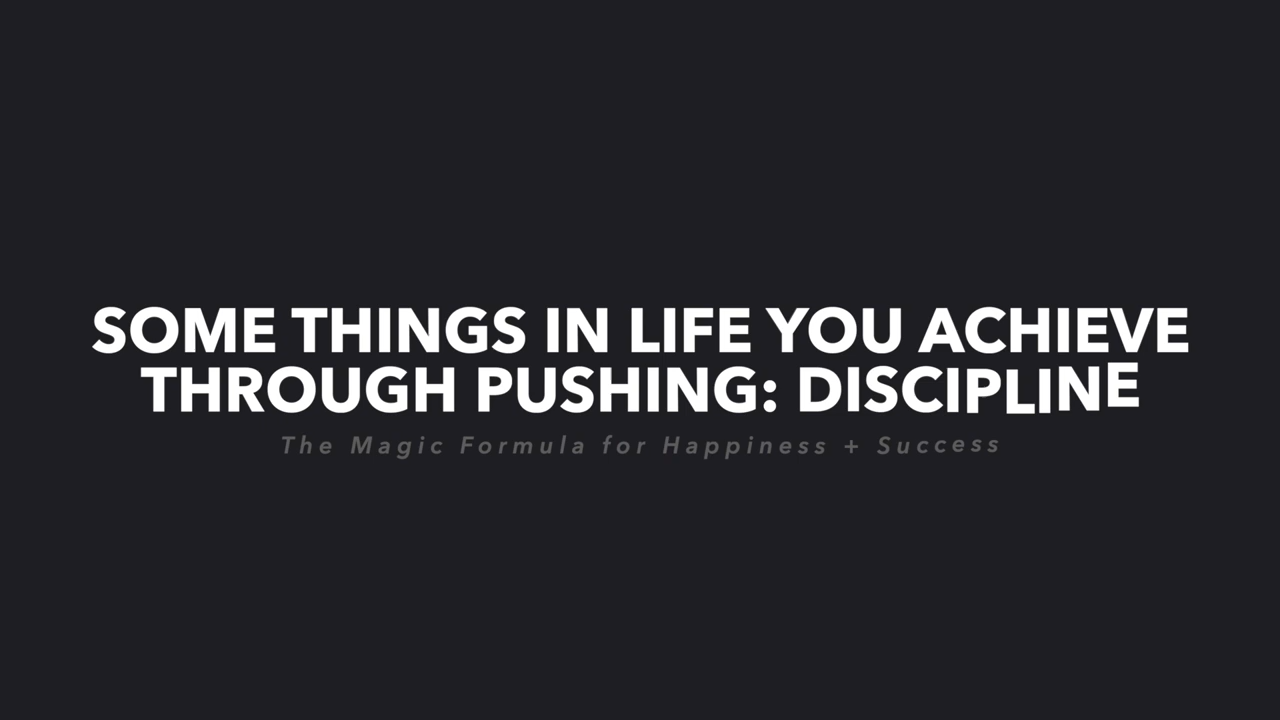 SOME THINGS IN LIFE YOU ACHIEVE
THROUGH PUSHING: DISCIPLINE
The Magic Formula for Happiness + Success